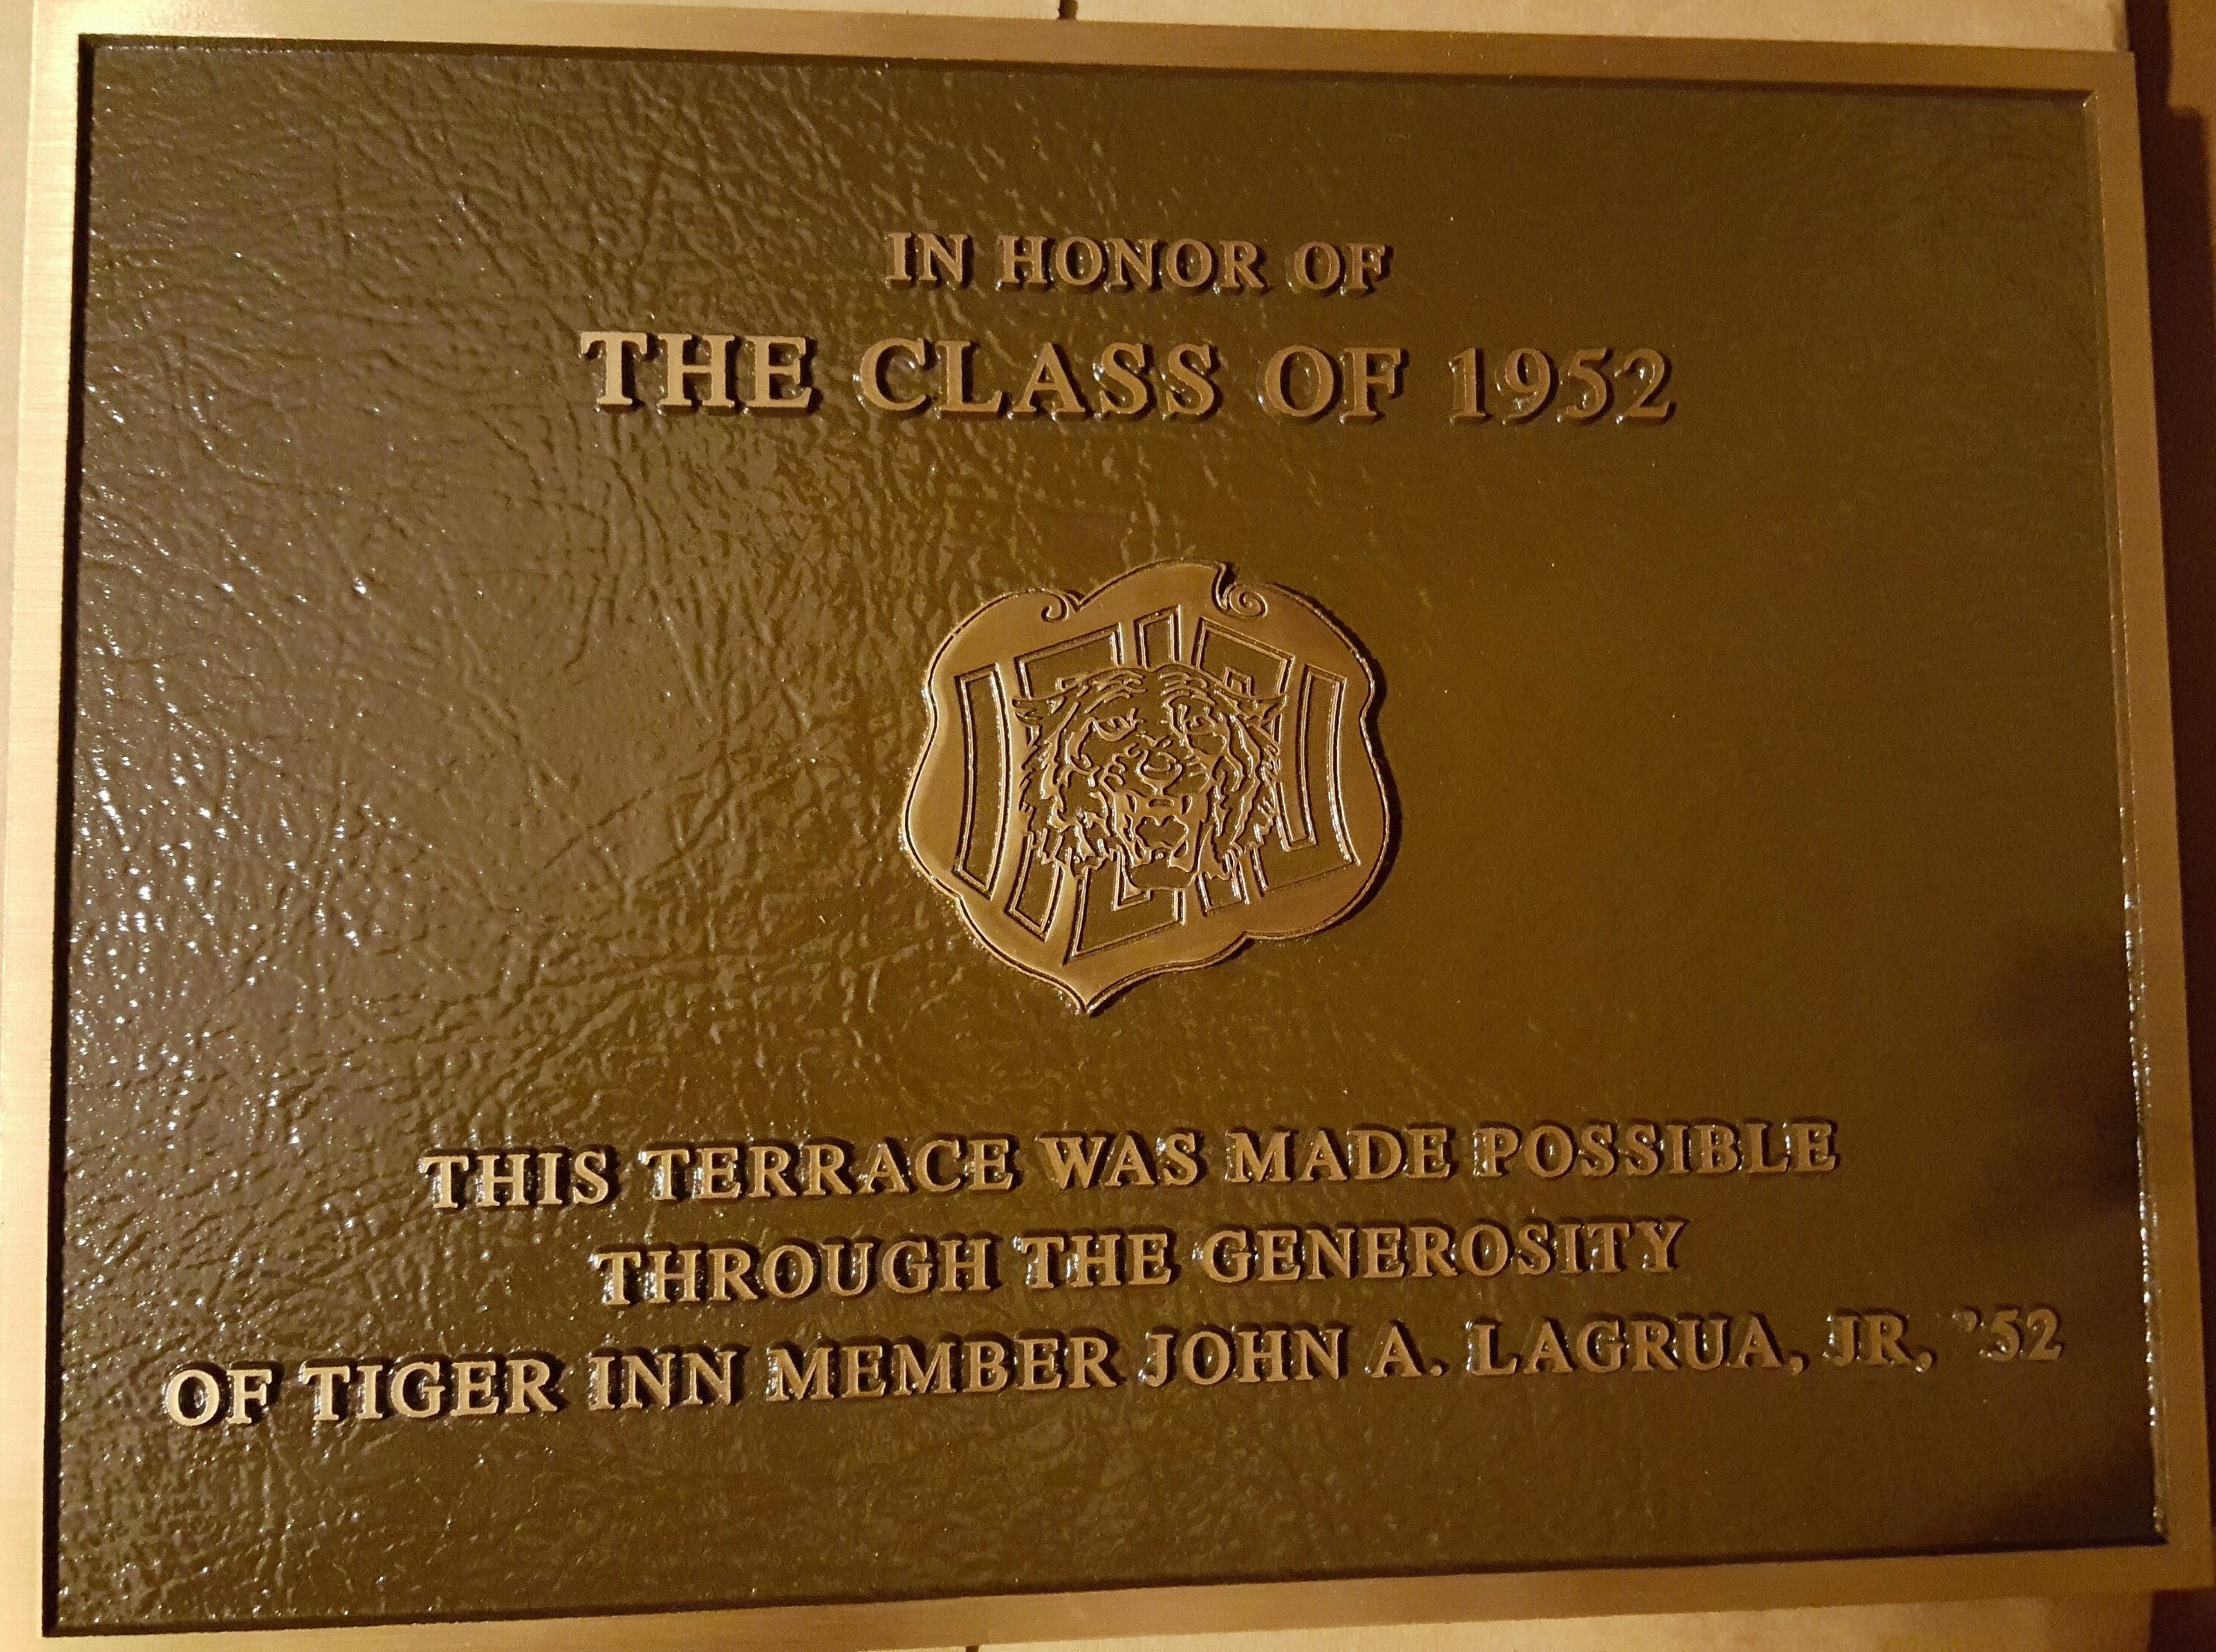 IN HONOR OF
THE CLASS OF 1952
THIS TERRACE WAS MADE POSSIBLE
THROUGH THE GENEROSITY
OF TIGER INN MEMBER JOHN A. LAGRUA, JR, '52